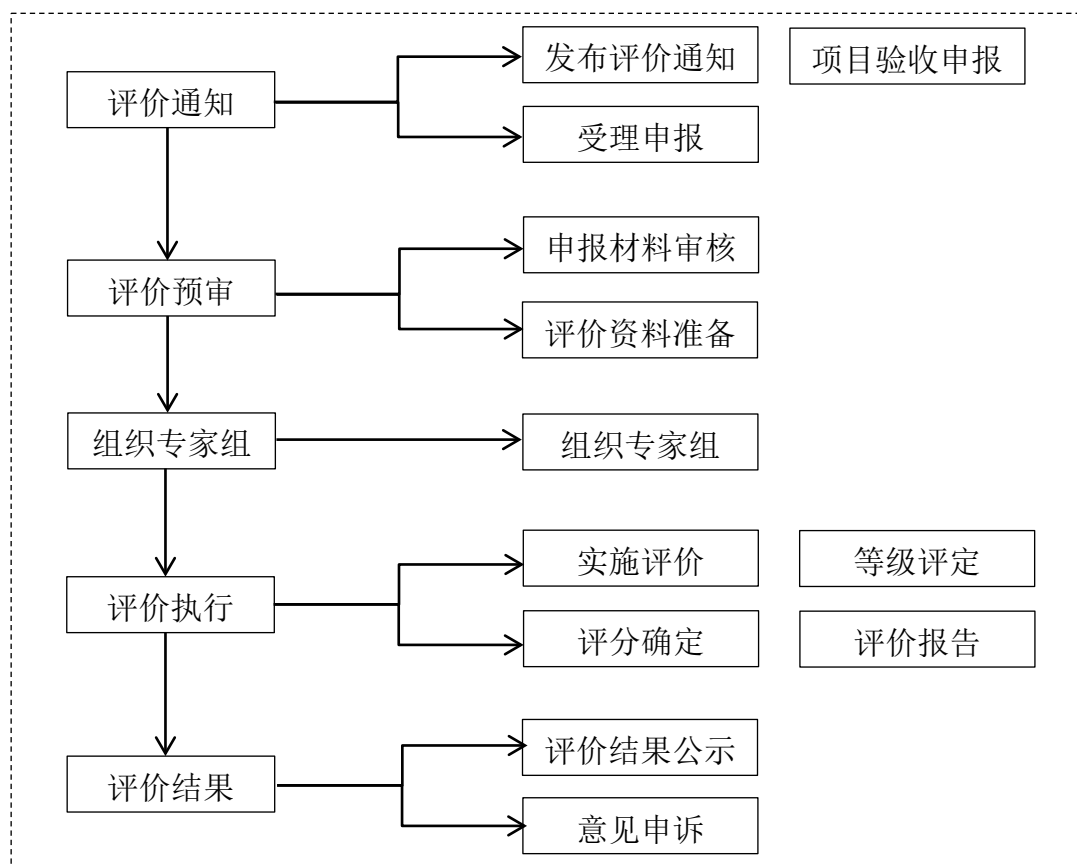 发布评价通知
项目验收申报
评价通知
受理申报
申报材料审核
评价预审
评价资料准备
组织专家组
组织专家组
实施评价
等级评定
评价执行
评分确定
评价报告
评价结果公示
评价结果
意见申诉